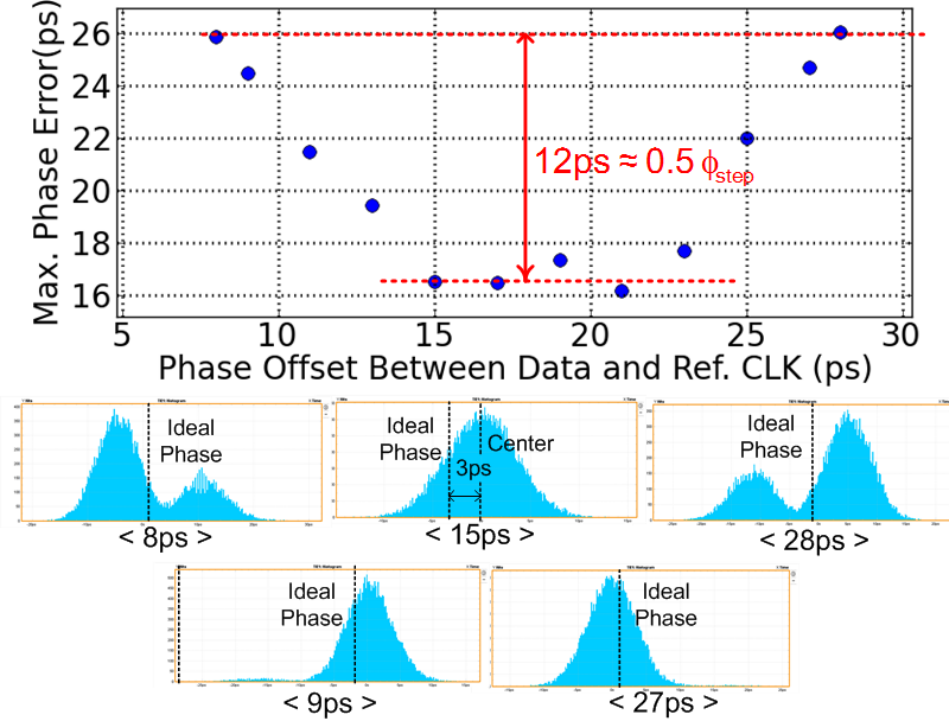 Max. Phase Error(ps)
26
24
22
20
18
16
12ps ≈ 0.5 ϕstep
5 10 15 20 25 30
Phase Offset Between Data and Ref. CLK (ps)
Ideal Phase
< 8ps >
Ideal Phase
Center
3ps
< 15ps >
Ideal Phase
< 28ps >
Ideal Phase
< 9ps >
Ideal Phase
< 27ps >